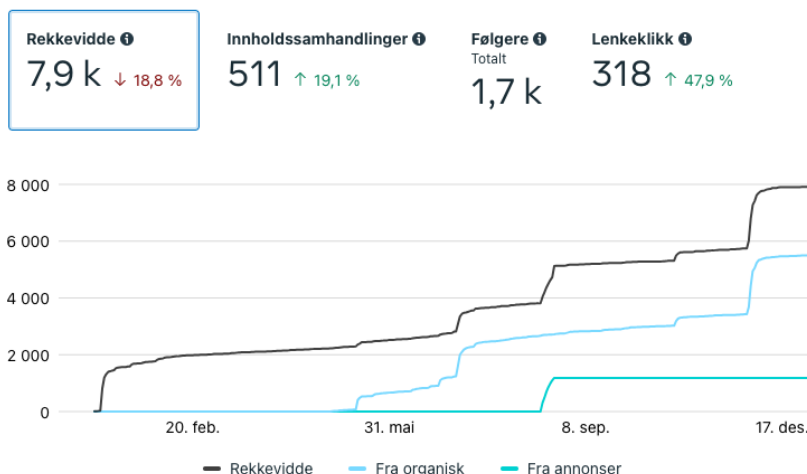 Rekkevidde
7,9 k ↓ 18,8 %
Innholdssamhandlinger
511 ↑ 19,1 %
Følgere
Totalt
1,7 k
Lenkeklikk
318 ↑ 47,9 %
8 000
6 000
4 000
2 000
0
20. feb.
31. mai
8. sep.
17. des.
Rekkevidde
Fra organisk
Fra annonser